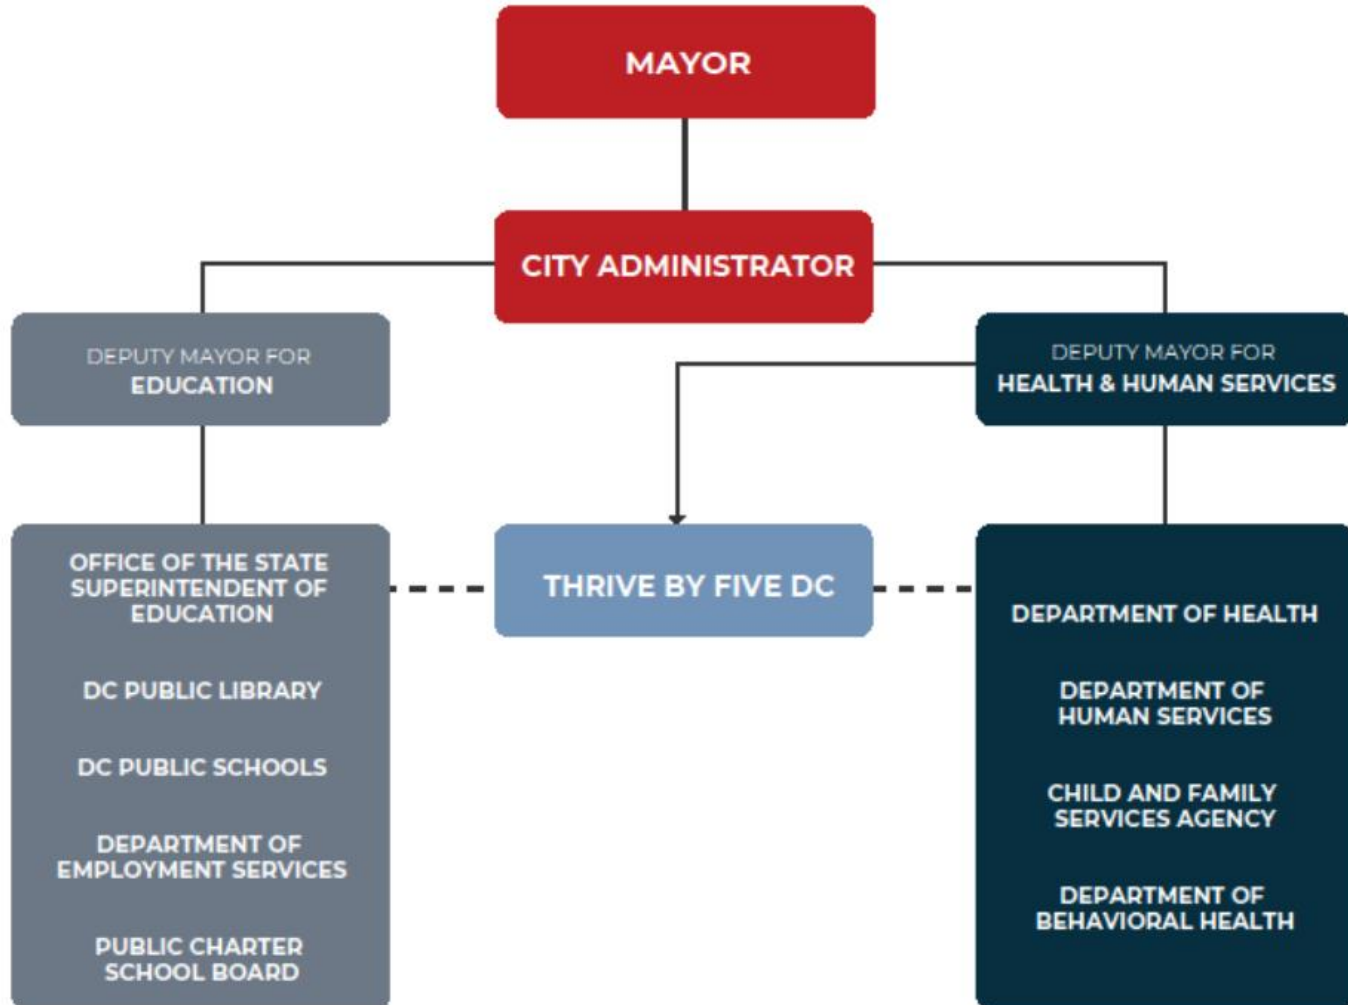 MAYOR
CITY ADMINISTRATOR
DEPUTY MAYOR FOR
EDUCATION
DEPUTY MAYOR FOR
HEALTH & HUMAN SERVICES
OFFICE OF THE STATE
SUPERINTENDENT OF
EDUCATION
DC PUBLIC LIBRARY
DC PUBLIC SCHOOLS
DEPARTMENT OF
EMPLOYMENT SERVICES
PUBLIC CHARTER
SCHOOL BOARD
THRIVE BY FIVE DC
DEPARTMENT OF HEALTH
DEPARTMENT OF
HUMAN SERVICES
CHILD AND FAMILY
SERVICES AGENCY
DEPARTMENT OF
BEHAVIORAL HEALTH